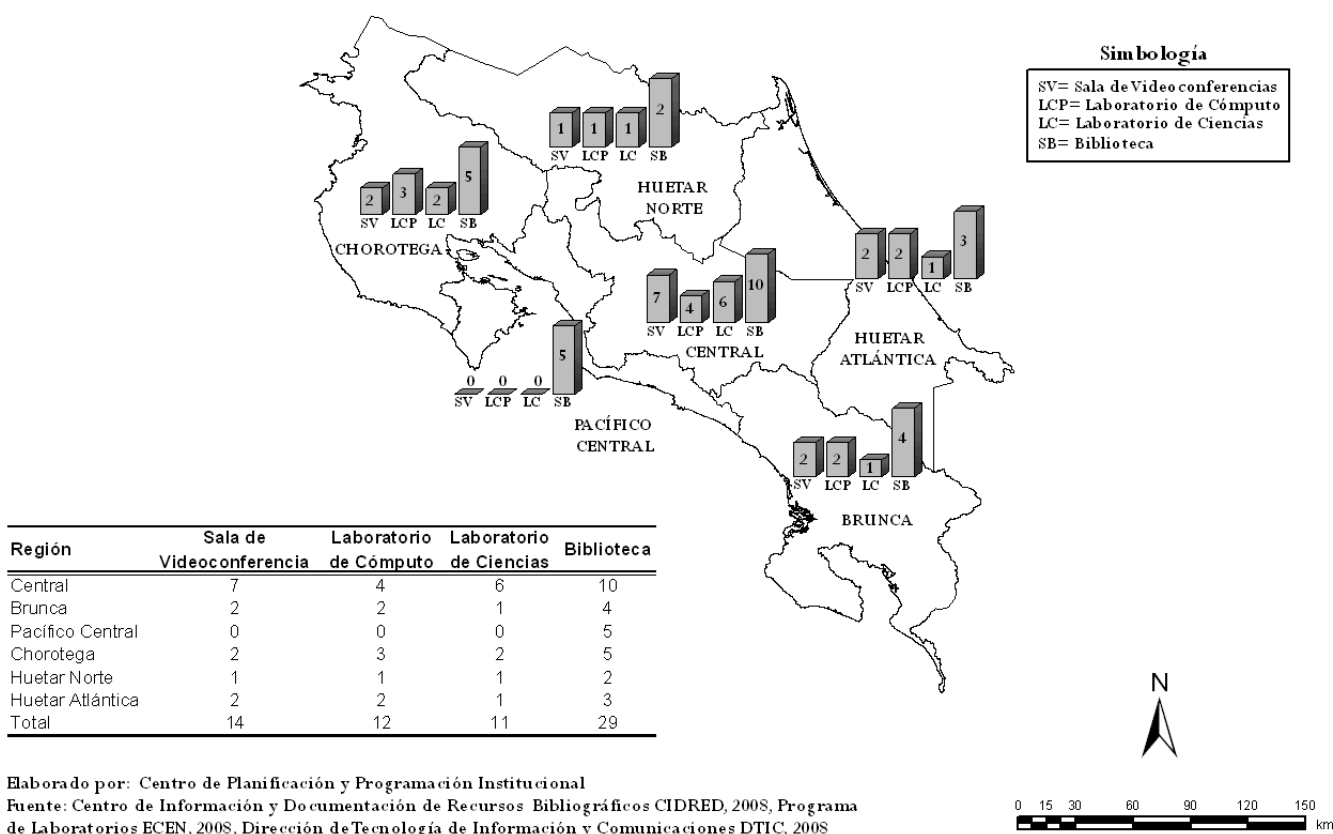 Simbología
SV= Sala de Videoconferencias
LCP= Laboratorio de Cómputo
LC= Laboratorio de Ciencias
SB= Biblioteca
1 1 1 2
SV LCP LC SB
HUETAR
NORTE
2 3 2 5
SV LCP LC SB
CHOROTEGA
2 2 1 3
SV LCP LC SB
HUETAR
ATLÁNTICA
7 4 6 10
SV LCP LC SB
CENTRAL
0 0 0 5
SV LCP LC SB
PACÍFICO
CENTRAL
2 2 1 4
SV LCP LC SB
BRUNCA
Región Sala de Videoconferencia Laboratorio de Cómputo Laboratorio de Ciencias Biblioteca
Central 7 4 6 10
Brunca 2 2 1 4
Pacífico Central 0 0 0 5
Chorotega 2 3 2 5
Huetar Norte 1 1 1 2
Huetar Atlántica 2 2 1 3
Total 14 12 11 29
N
0 15 30 60 90 120 150
km
Elaborado por: Centro de Planificación y Programación Institucional
Fuente: Centro de Información y Documentación de Recursos Bibliográficos CIDRED, 2008, Programa
de Laboratorios ECEN, 2008, Dirección de Tecnología de Información y Comunicaciones DTIC, 2008